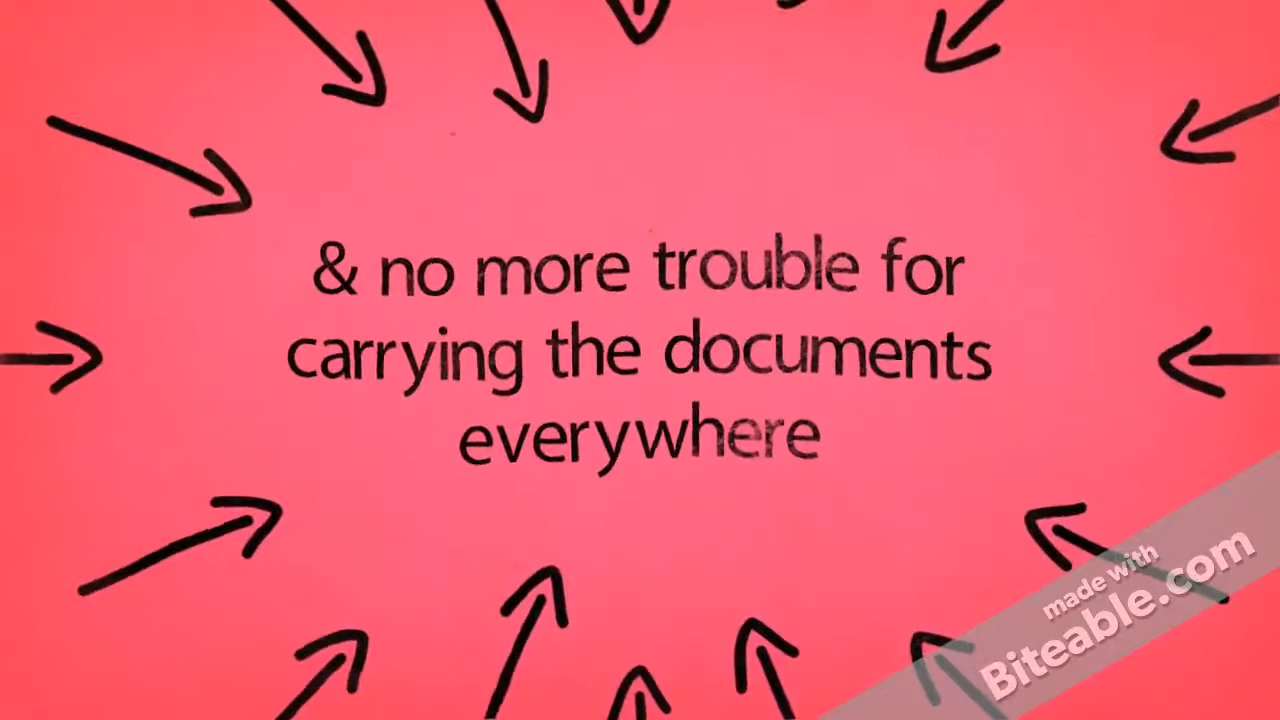 & no more trouble for
carrying the documents
everywhere
made with
Biteable.com